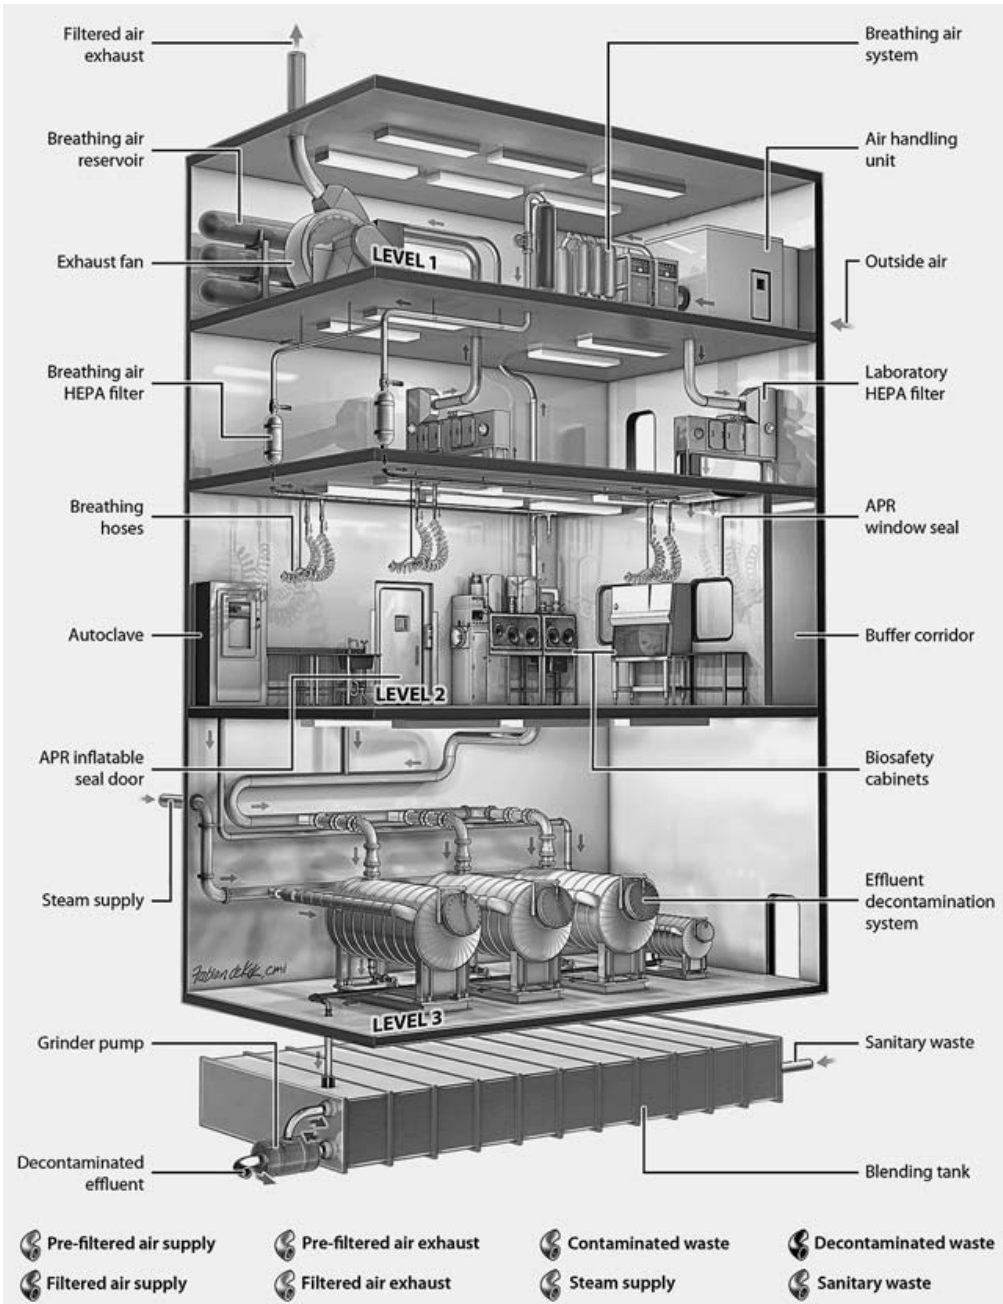 Filtered air
exhaust
Breathing air
system
Breathing air
reservoir
Air handling
unit
Exhaust fan
LEVEL 1
Outside air
Breathing air
HEPA filter
Laboratory
HEPA filter
Breathing
hoses
APR
window seal
Autoclave
Buffer corridor
LEVEL 2
APR inflatable
seal door
Biosafety
cabinets
Steam supply
Effluent
decontamination
system
Fabian deKok, cmi
LEVEL 3
Grinder pump
Sanitary waste
Decontaminated
effluent
Blending tank
Pre-filtered air supply
Pre-filtered air exhaust
Contaminated waste
Decontaminated waste
Filtered air supply
Filtered air exhaust
Steam supply
Sanitary waste